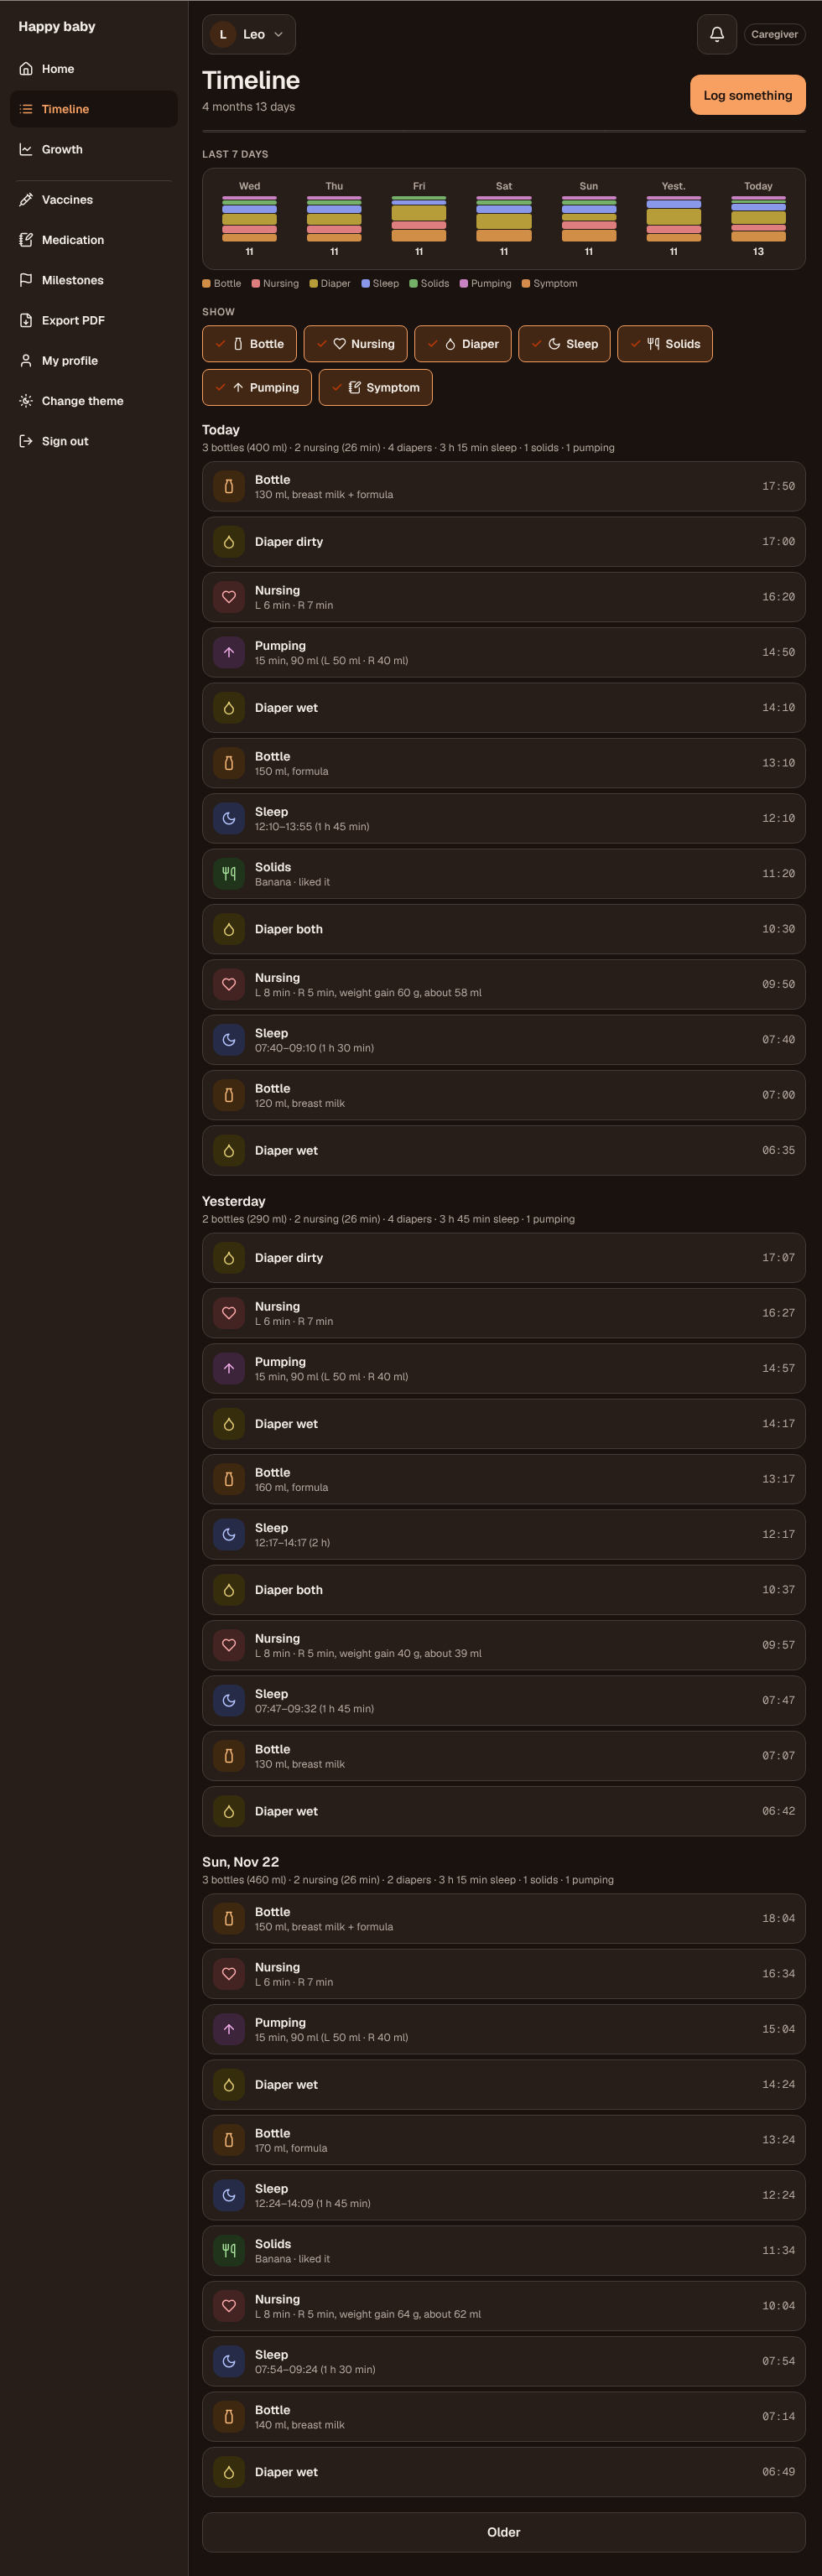 Happy baby
Home
Timeline
Growth
Vaccines
Medication
Milestones
Export PDF
My profile
Change theme
Sign out
L Leo
Caregiver
Timeline
4 months 13 days
Log something
LAST 7 DAYS
Wed Thu Fri Sat Sun Yest. Today
11 11 11 11 11 11 13
Bottle Nursing Diaper Sleep Solids Pumping Symptom
SHOW
Bottle Nursing Diaper Sleep Solids
Pumping Symptom
Today
3 bottles (400 ml) · 2 nursing (26 min) · 4 diapers · 3 h 15 min sleep · 1 solids · 1 pumping
Bottle
130 ml, breast milk + formula
17:50
Diaper dirty
17:00
Nursing
L 6 min · R 7 min
16:20
Pumping
15 min, 90 ml (L 50 ml · R 40 ml)
14:50
Diaper wet
14:10
Bottle
150 ml, formula
13:10
Sleep
12:10–13:55 (1 h 45 min)
12:10
Solids
Banana · liked it
11:20
Diaper both
10:30
Nursing
L 8 min · R 5 min, weight gain 60 g, about 58 ml
09:50
Sleep
07:40–09:10 (1 h 30 min)
07:40
Bottle
120 ml, breast milk
07:00
Diaper wet
06:35
Yesterday
2 bottles (290 ml) · 2 nursing (26 min) · 4 diapers · 3 h 45 min sleep · 1 pumping
Diaper dirty
17:07
Nursing
L 6 min · R 7 min
16:27
Pumping
15 min, 90 ml (L 50 ml · R 40 ml)
14:57
Diaper wet
14:17
Bottle
160 ml, formula
13:17
Sleep
12:17–14:17 (2 h)
12:17
Diaper both
10:37
Nursing
L 8 min · R 5 min, weight gain 40 g, about 39 ml
09:57
Sleep
07:47–09:32 (1 h 45 min)
07:47
Bottle
130 ml, breast milk
07:07
Diaper wet
06:42
Sun, Nov 22
3 bottles (460 ml) · 2 nursing (26 min) · 2 diapers · 3 h 15 min sleep · 1 solids · 1 pumping
Bottle
150 ml, breast milk + formula
18:04
Nursing
L 6 min · R 7 min
16:34
Pumping
15 min, 90 ml (L 50 ml · R 40 ml)
15:04
Diaper wet
14:24
Bottle
170 ml, formula
13:24
Sleep
12:24–14:09 (1 h 45 min)
12:24
Solids
Banana · liked it
11:34
Nursing
L 8 min · R 5 min, weight gain 64 g, about 62 ml
10:04
Sleep
07:54–09:24 (1 h 30 min)
07:54
Bottle
140 ml, breast milk
07:14
Diaper wet
06:49
Older